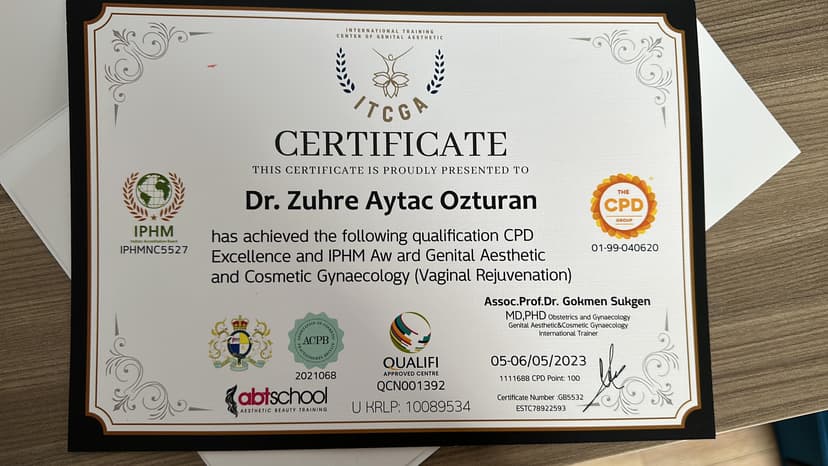 INTERNATIONAL TRAINING
CENTER OF GENITAL AESTHETIC
ITCGA
CERTIFICATE
THIS CERTIFICATE IS PROUDLY PRESENTED TO
Dr. Zuhre Aytac Ozturan
IPHM
IPHMNC5527
THE
CPD
GROUP
01-99-040620
has achieved the following qualification CPD
Excellence and IPHM Aw ard Genital Aesthetic
and Cosmetic Gynaecology (Vaginal Rejuvenation)
Assoc.Prof.Dr. Gokmen Sukgen
MD,PHD Obstetrics and Gynaecology
Genital Aesthetic&Cosmetic Gynaecology
International Trainer
ACPB
2021068
QUALIFI
APPROVED CENTRE
QCN001392
05-06/05/2023
1111688 CPD Point: 100
abtschool
AESTHETIC BEAUTY TRAINING
U KRLP: 10089534
Certificate Number :GB5532
ESTC78922593